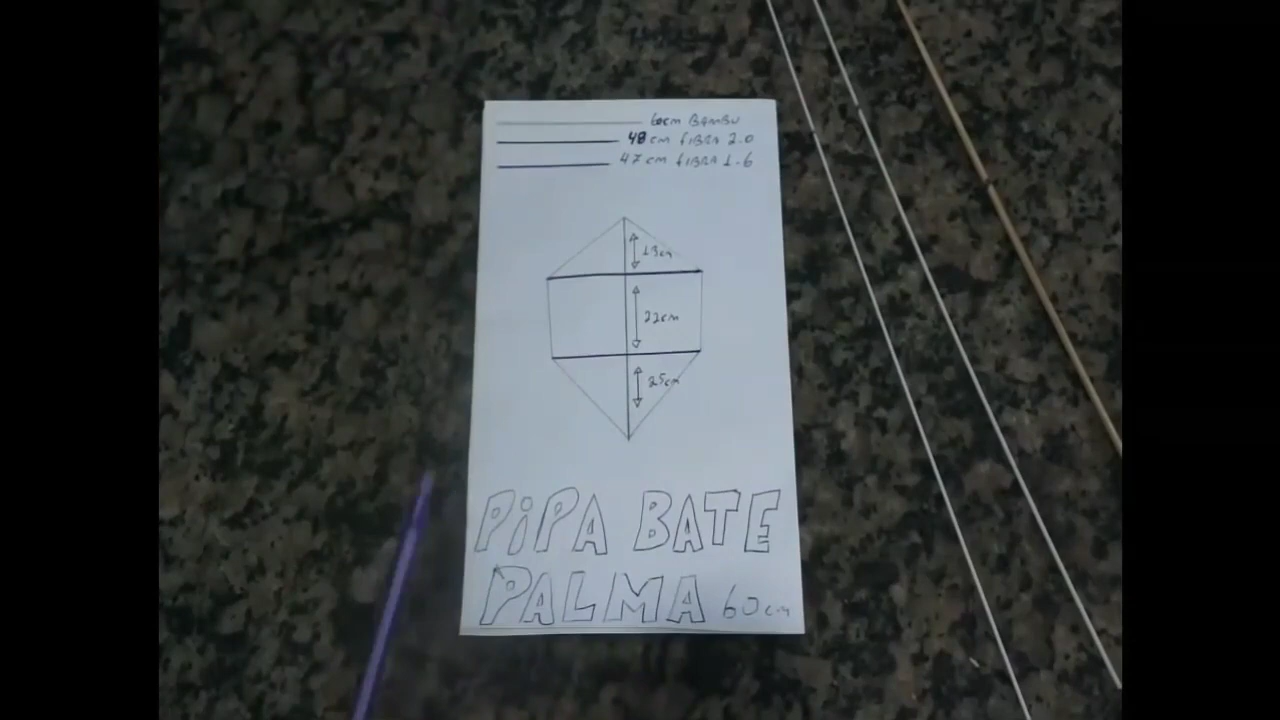 60cm BAMBU
48cm FIBRA 2.0
47cm FIBRA 1.6
13cm
22cm
25cm
PiPA BATE
PALMA 60cm